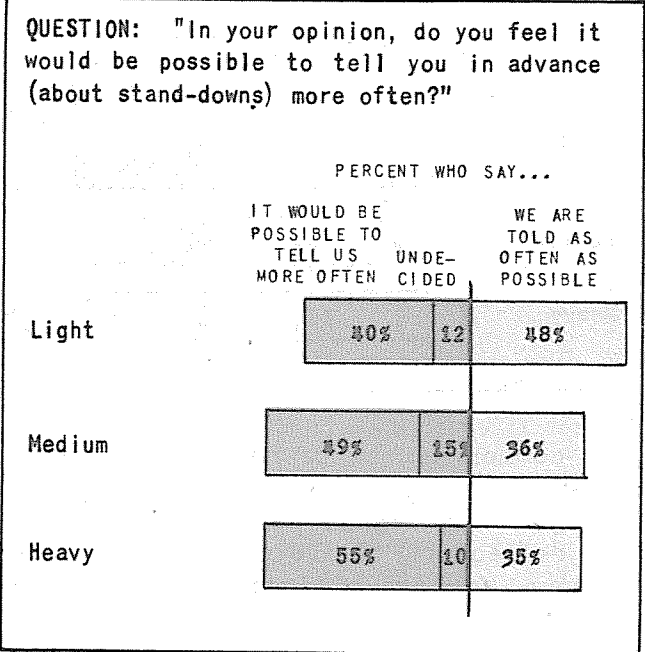 QUESTION: "In your opinion, do you feel it
would be possible to tell you in advance
(about stand-downs) more often?"
PERCENT WHO SAY...
IT WOULD BE
POSSIBLE TO
TELL US
MORE OFTEN
UNDE-
CIDED
WE ARE
TOLD AS
OFTEN AS
POSSIBLE
Light
40%
12
48%
Medium
49%
15%
36%
Heavy
55%
10
35%